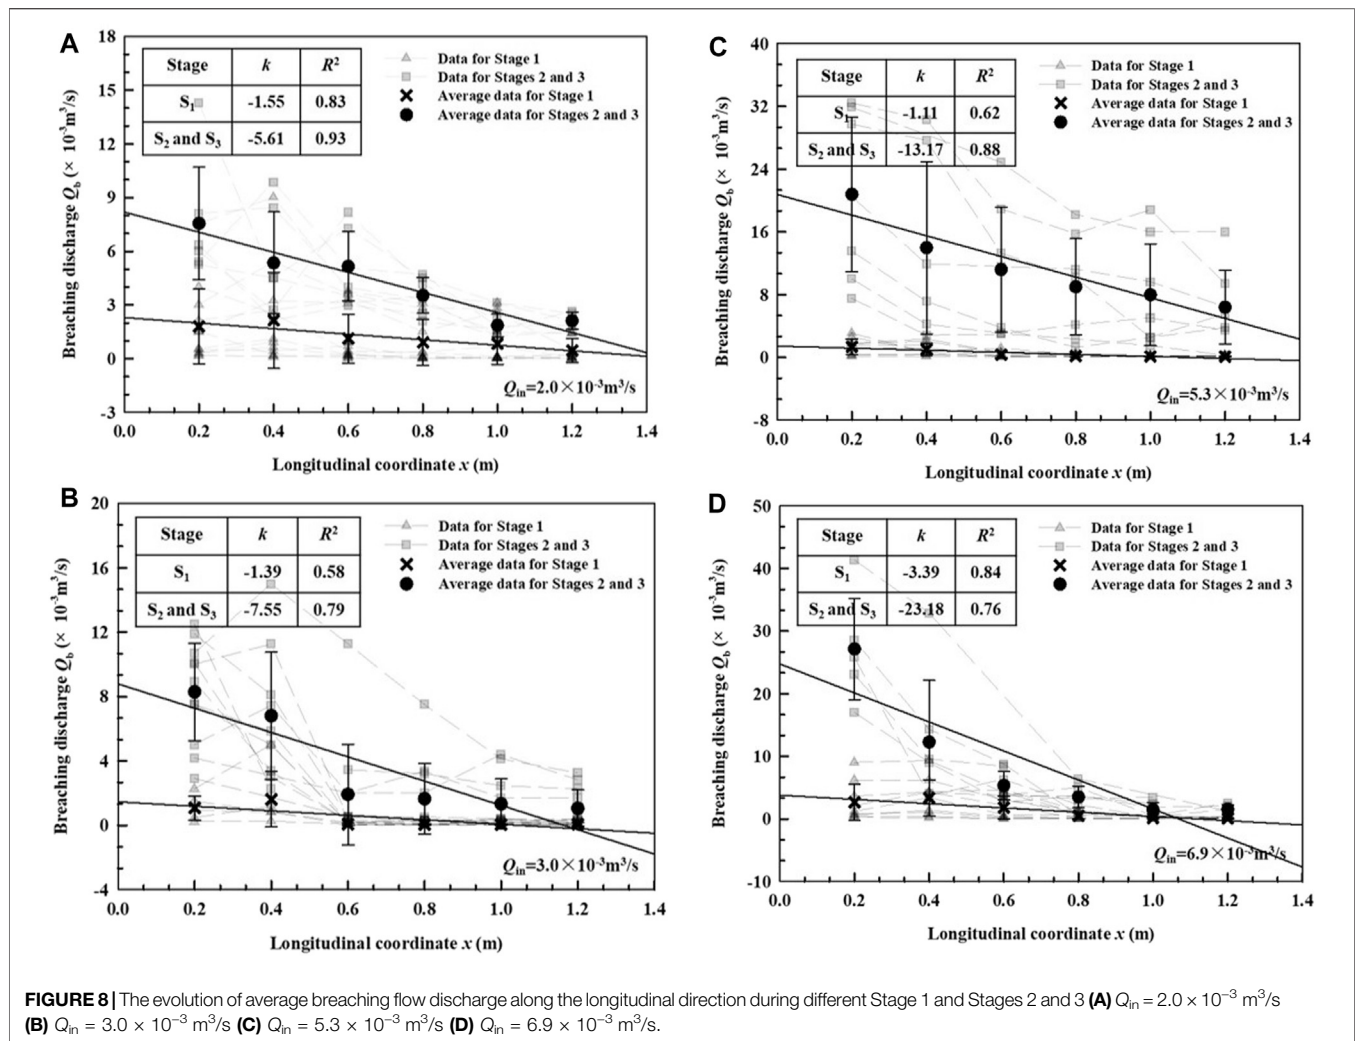 A
18
15
12
9
6
3
0
-3
Breaching discharge Qb (× 10⁻³m³/s)
Stage k R²
S₁ -1.55 0.83
S₂ and S₃ -5.61 0.93
Data for Stage 1
Data for Stages 2 and 3
Average data for Stage 1
Average data for Stages 2 and 3
Qin=2.0×10⁻³m³/s
0.0 0.2 0.4 0.6 0.8 1.0 1.2 1.4
Longitudinal coordinate x (m)
C
40
32
24
16
8
0
-8
Breaching discharge Qb (× 10⁻³m³/s)
Stage k R²
S₁ -1.11 0.62
S₂ and S₃ -13.17 0.88
Data for Stage 1
Data for Stages 2 and 3
Average data for Stage 1
Average data for Stages 2 and 3
Qin=5.3×10⁻³m³/s
0.0 0.2 0.4 0.6 0.8 1.0 1.2 1.4
Longitudinal coordinate x (m)
B
20
16
12
8
4
0
-4
Breaching discharge Qb (× 10⁻³m³/s)
Stage k R²
S₁ -1.39 0.58
S₂ and S₃ -7.55 0.79
Data for Stage 1
Data for Stages 2 and 3
Average data for Stage 1
Average data for Stages 2 and 3
Qin=3.0×10⁻³m³/s
0.0 0.2 0.4 0.6 0.8 1.0 1.2 1.4
Longitudinal coordinate x (m)
D
50
40
30
20
10
0
-10
Breaching discharge Qb (× 10⁻³m³/s)
Stage k R²
S₁ -3.39 0.84
S₂ and S₃ -23.18 0.76
Data for Stage 1
Data for Stages 2 and 3
Average data for Stage 1
Average data for Stages 2 and 3
Qin=6.9×10⁻³m³/s
0.0 0.2 0.4 0.6 0.8 1.0 1.2 1.4
Longitudinal coordinate x (m)
FIGURE 8 | The evolution of average breaching flow discharge along the longitudinal direction during different Stage 1 and Stages 2 and 3 (A) Qin = 2.0 × 10⁻³ m³/s
(B) Qin = 3.0 × 10⁻³ m³/s (C) Qin = 5.3 × 10⁻³ m³/s (D) Qin = 6.9 × 10⁻³ m³/s.